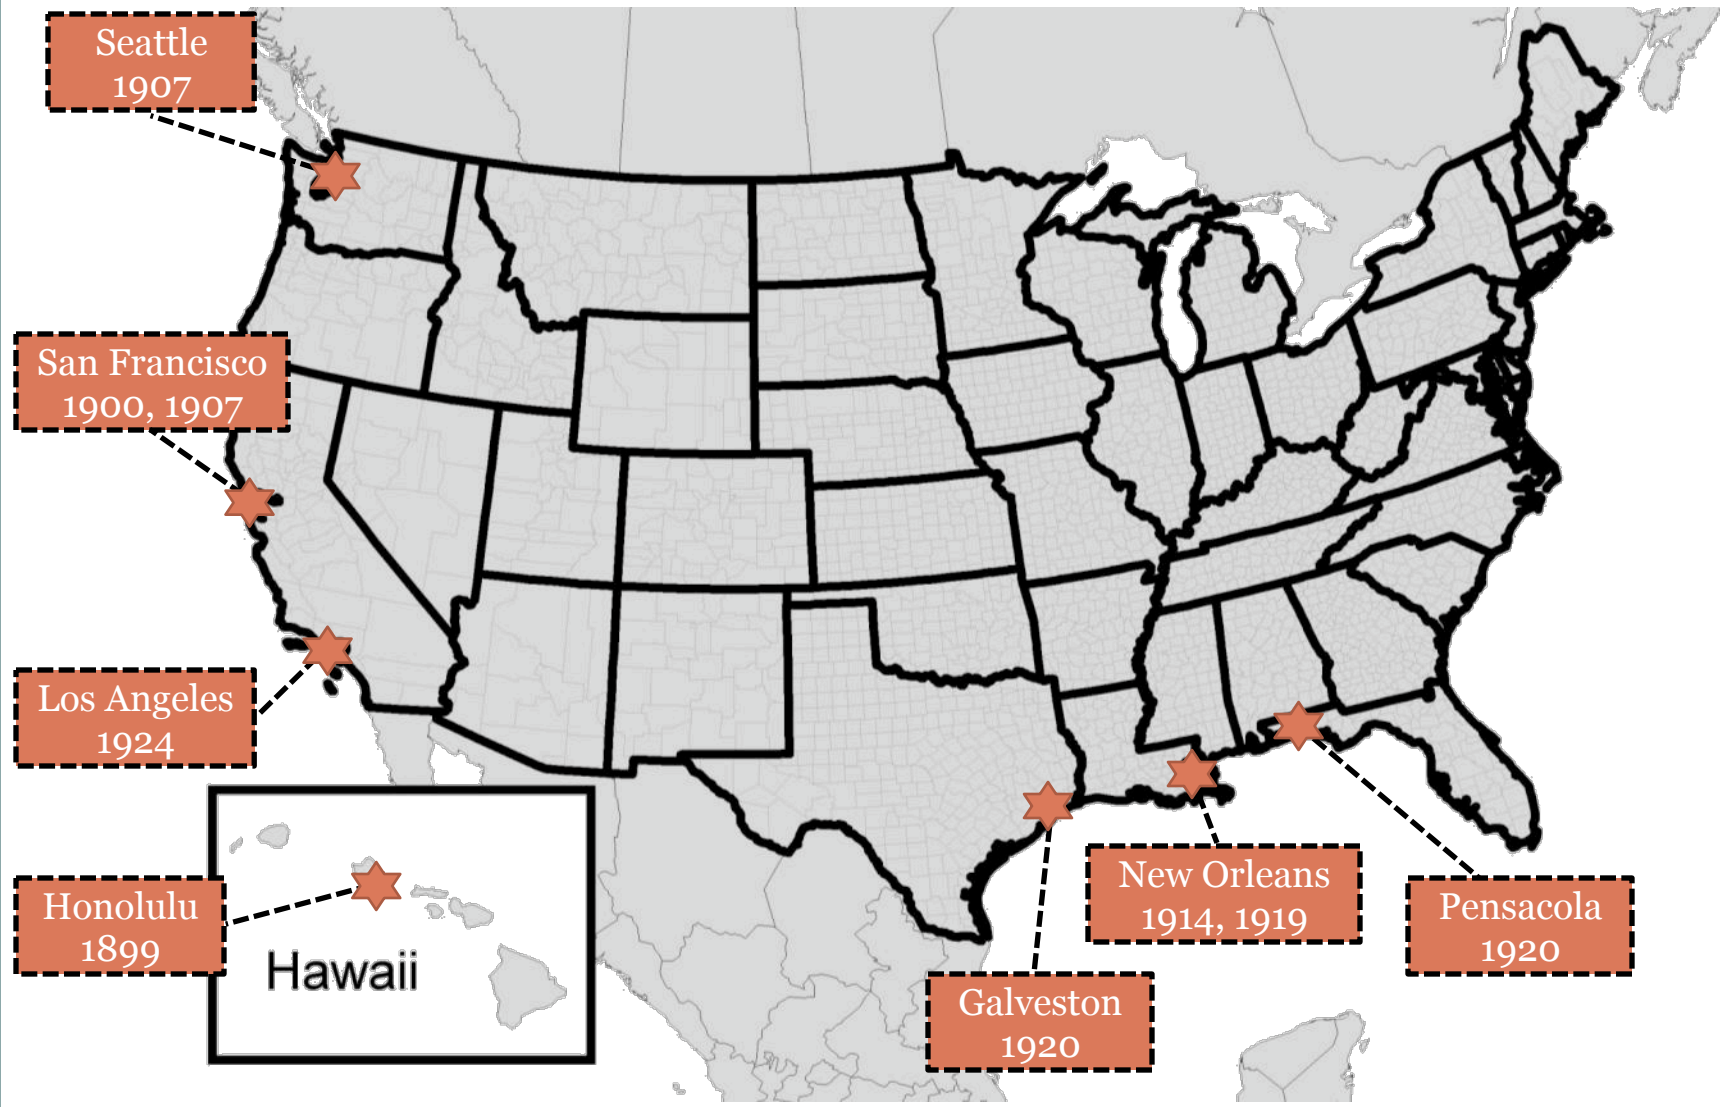 Seattle
1907
San Francisco
1900, 1907
Los Angeles
1924
Honolulu
1899
Hawaii
New Orleans
1914, 1919
Pensacola
1920
Galveston
1920